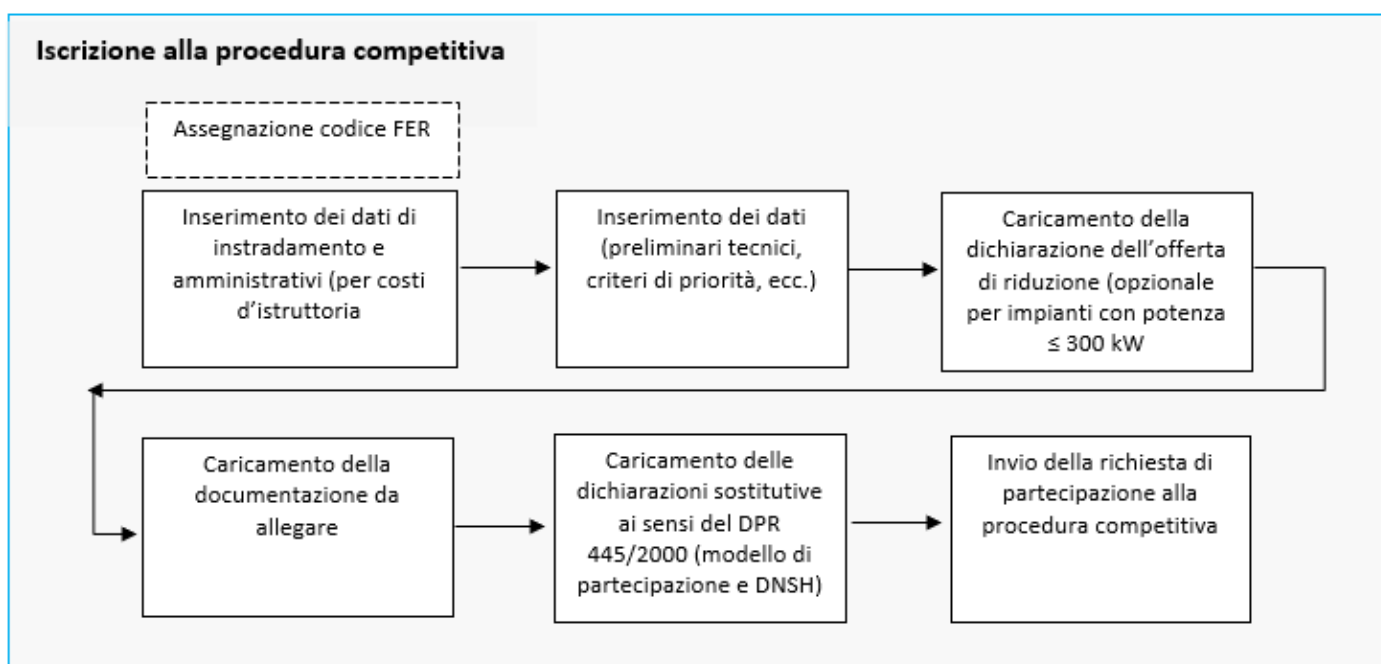 Iscrizione alla procedura competitiva
Assegnazione codice FER
Inserimento dei dati di
instradamento e
amministrativi (per costi
d’istruttoria
Inserimento dei dati
(preliminari tecnici,
criteri di priorità, ecc.)
Caricamento della
dichiarazione dell’offerta
di riduzione (opzionale
per impianti con potenza
≤ 300 kW
Caricamento della
documentazione da
allegare
Caricamento delle
dichiarazioni sostitutive
ai sensi del DPR
445/2000 (modello di
partecipazione e DNSH)
Invio della richiesta di
partecipazione alla
procedura competitiva